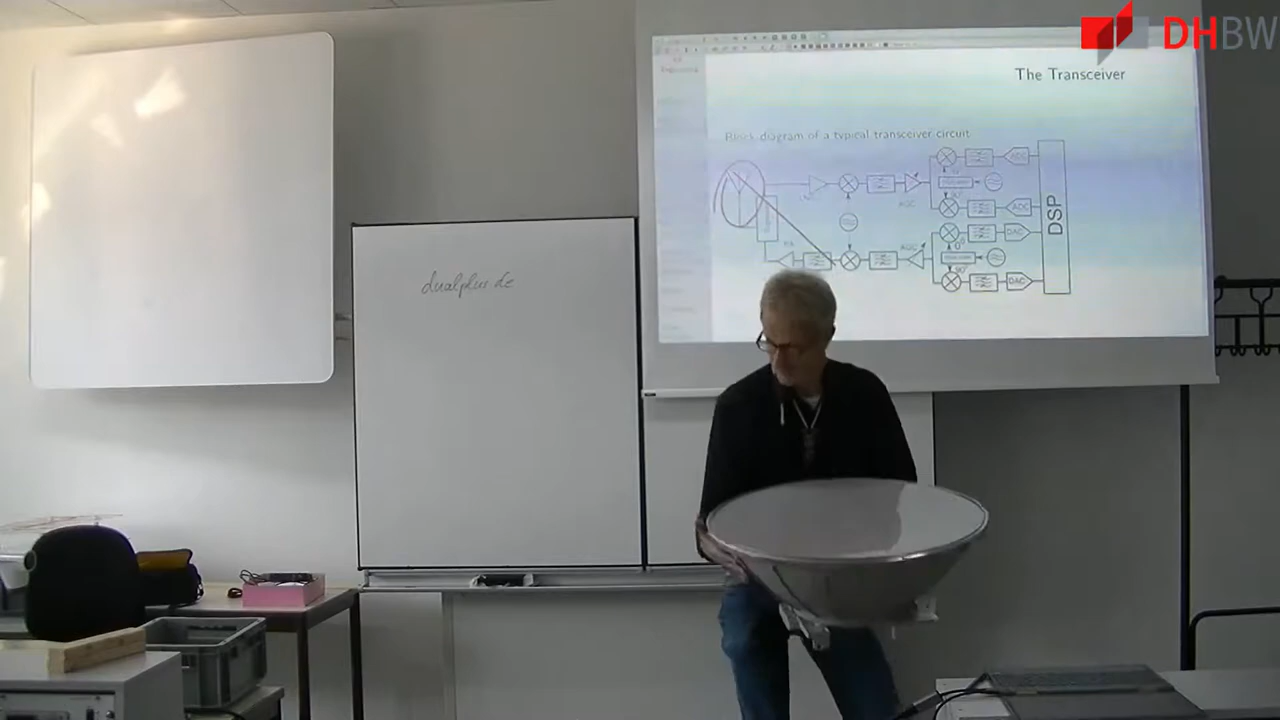 DHBW
The Transceiver
Block diagram of a typical transceiver circuit
dualplus de
AGC
ADC
90°
ADC
DSP
PA
AGC
0°
DAC
90°
DAC